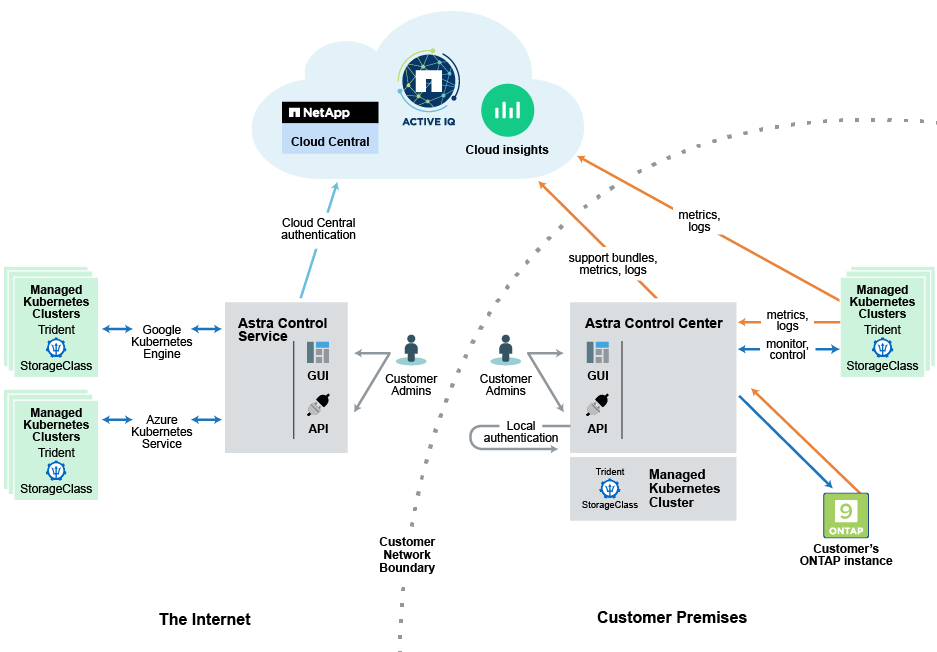 NetApp
Cloud Central
ACTIVE IQ
Cloud insights
Cloud Central
authentication
metrics,
logs
support bundles,
metrics, logs
Managed
Kubernetes
Clusters
Trident
StorageClass
Google
Kubernetes
Engine
Astra Control
Service
GUI
API
Customer
Admins
Managed
Kubernetes
Clusters
Trident
StorageClass
Azure
Kubernetes
Service
Customer
Admins
Astra Control Center
GUI
API
Local
authentication
metrics,
logs
monitor,
control
Managed
Kubernetes
Clusters
Trident
StorageClass
Trident
StorageClass
Managed
Kubernetes
Cluster
9
ONTAP
Customer's
ONTAP instance
Customer
Network
Boundary
The Internet
Customer Premises